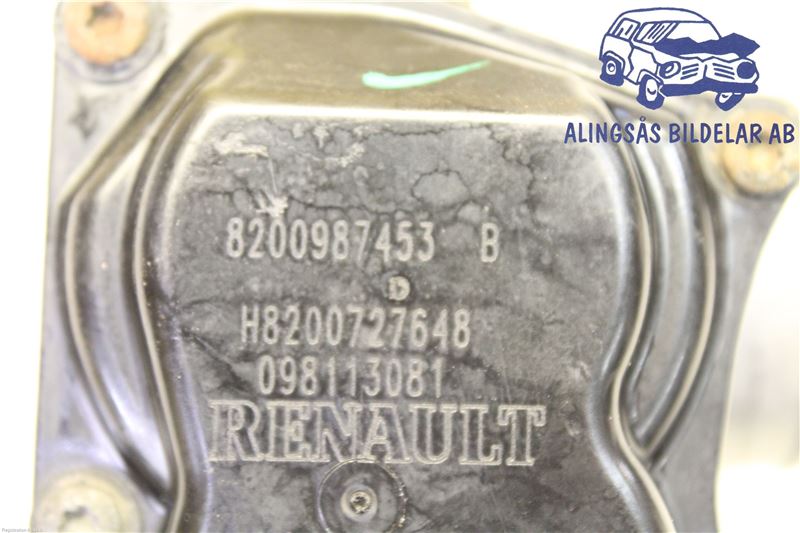 ALINGSÅS BILDELAR AB
8200987453 B
D
H8200727648
098113081
RENAULT